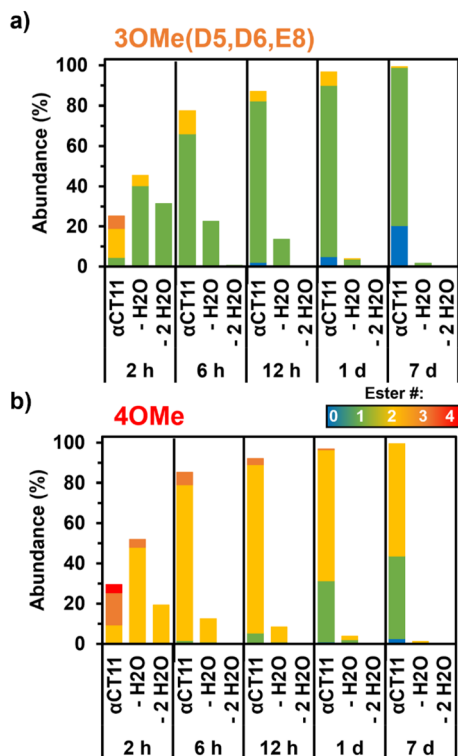 a)
3OMe(D5,D6,E8)
Abundance (%)
100
80
60
40
20
0
αCT11
- H2O
- 2 H2O
αCT11
- H2O
- 2 H2O
αCT11
- H2O
- 2 H2O
αCT11
- H2O
- 2 H2O
αCT11
- H2O
- 2 H2O
2 h 6 h 12 h 1 d 7 d
b)
4OMe
Ester #:
0 1 2 3 4
Abundance (%)
100
80
60
40
20
0
αCT11
- H2O
- 2 H2O
αCT11
- H2O
- 2 H2O
αCT11
- H2O
- 2 H2O
αCT11
- H2O
- 2 H2O
αCT11
- H2O
- 2 H2O
2 h 6 h 12 h 1 d 7 d